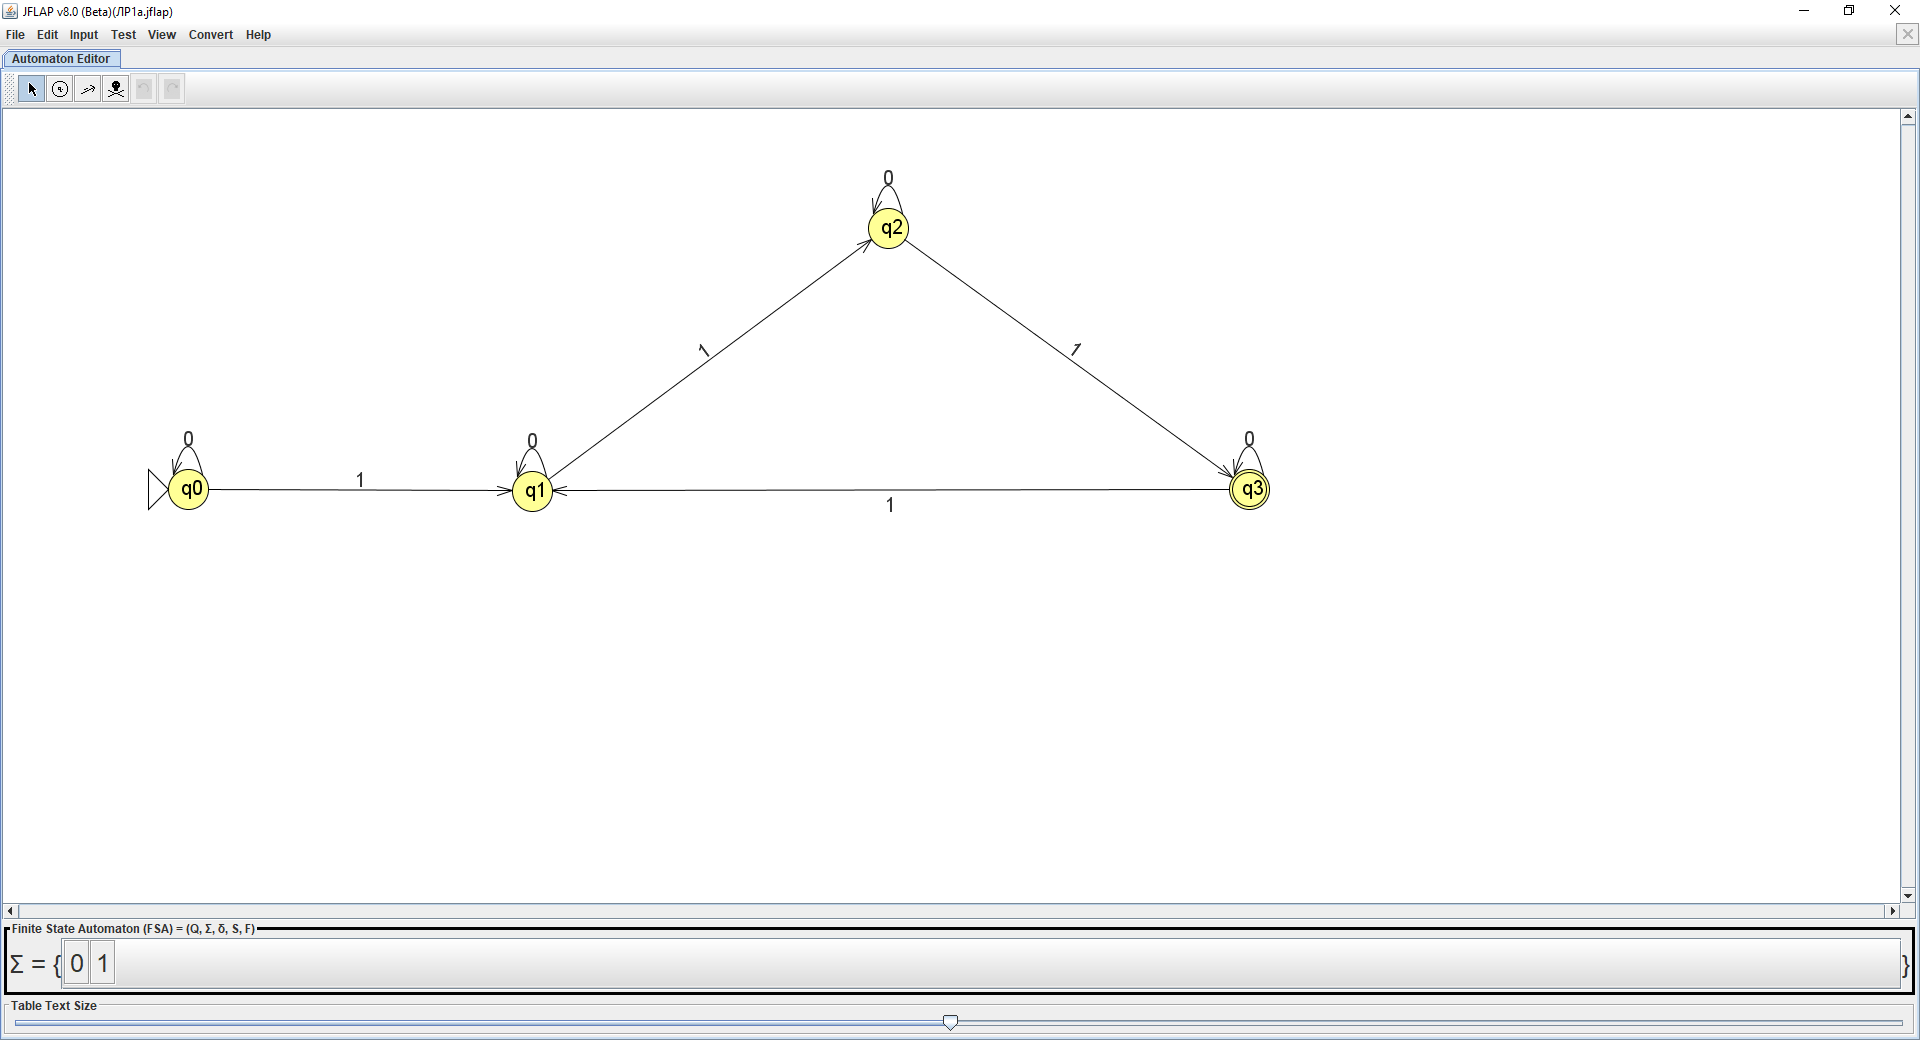 JFLAP v8.0 (Beta)(ЛР1a.jflap)
File Edit Input Test View Convert Help
Automaton Editor
0
q2
1 1
0 0 0
q0 1 q1 q3
1
Finite State Automaton (FSA) = (Q, Σ, δ, S, F)
Σ = { 0 1 }
Table Text Size